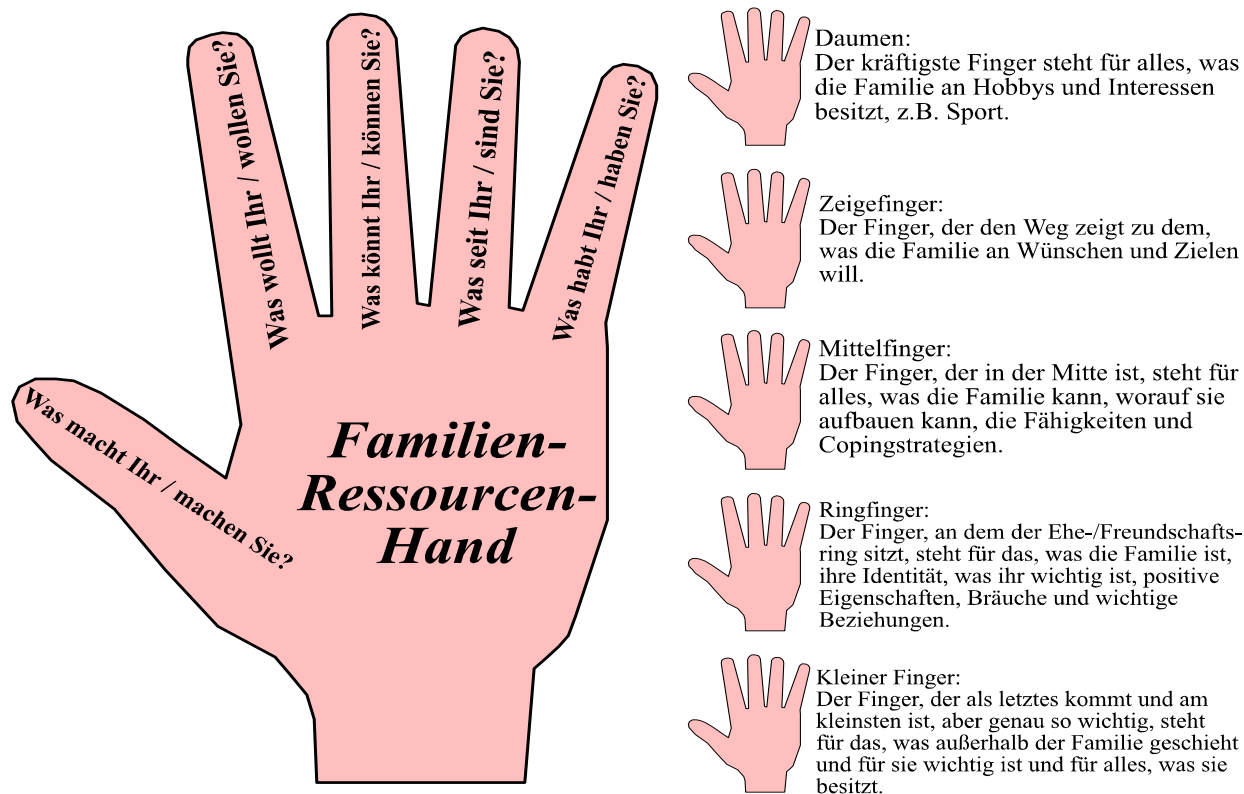 Was macht Ihr / machen Sie?
Was wollt Ihr / wollen Sie?
Was könnt Ihr / können Sie?
Was seit Ihr / sind Sie?
Was habt Ihr / haben Sie?
Familien-
Ressourcen-
Hand
Daumen:
Der kräftigste Finger steht für alles, was
die Familie an Hobbys und Interessen
besitzt, z.B. Sport.
Zeigefinger:
Der Finger, der den Weg zeigt zu dem,
was die Familie an Wünschen und Zielen
will.
Mittelfinger:
Der Finger, der in der Mitte ist, steht für
alles, was die Familie kann, worauf sie
aufbauen kann, die Fähigkeiten und
Copingstrategien.
Ringfinger:
Der Finger, an dem der Ehe-/Freundschafts-
ring sitzt, steht für das, was die Familie ist,
ihre Identität, was ihr wichtig ist, positive
Eigenschaften, Bräuche und wichtige
Beziehungen.
Kleiner Finger:
Der Finger, der als letztes kommt und am
kleinsten ist, aber genau so wichtig, steht
für das, was außerhalb der Familie geschieht
und für sie wichtig ist und für alles, was sie
besitzt.